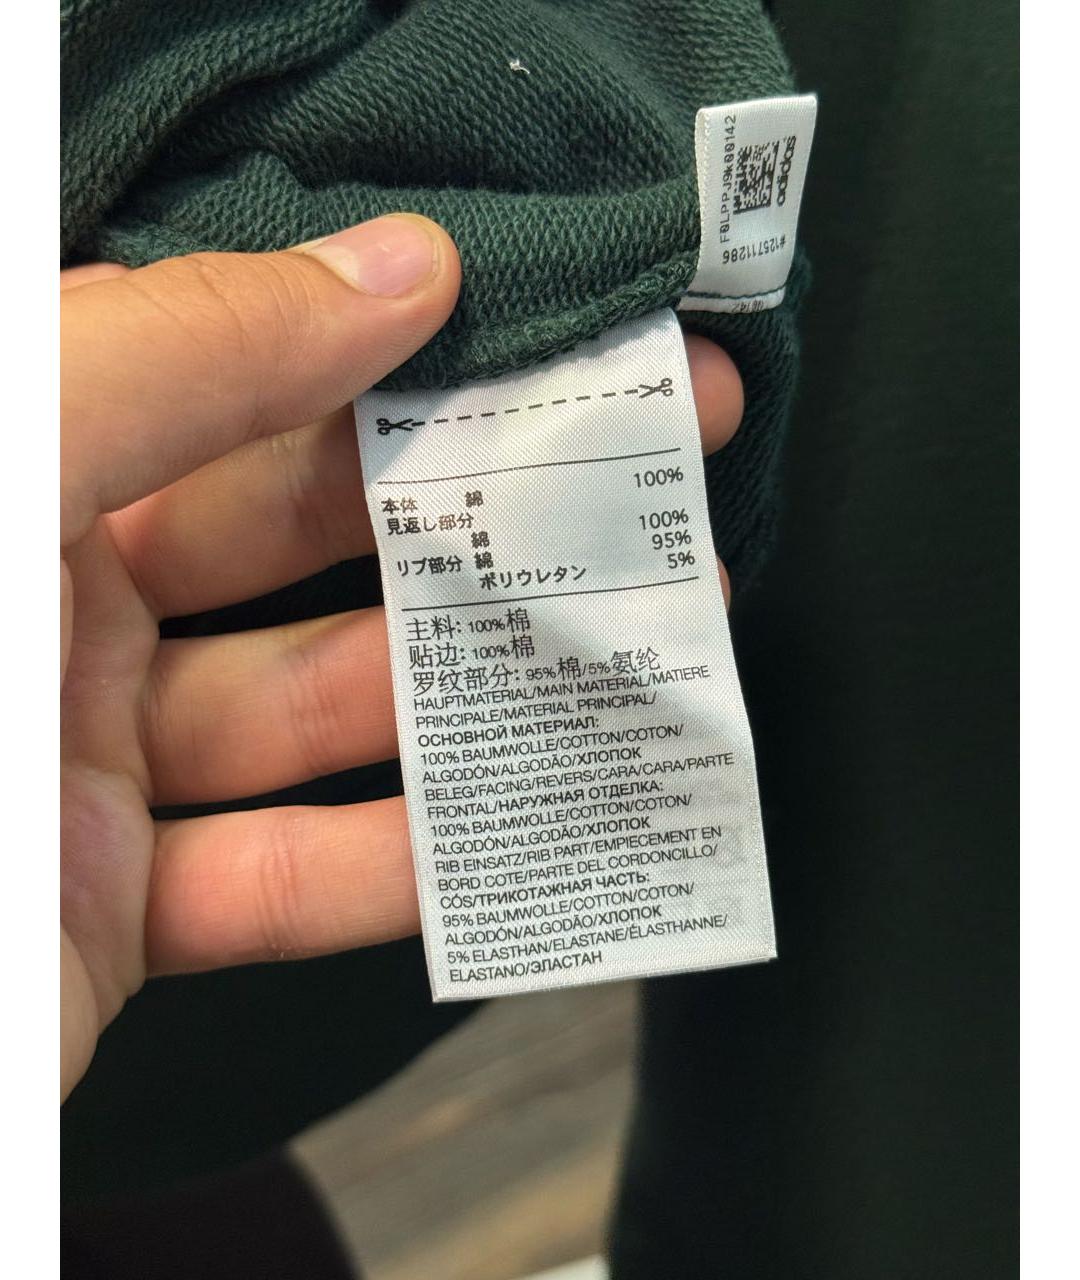 F0LPPJ9K00142
adidas
#125711286
100%
本体 綿
見返し部分
100%
綿
95%
リブ部分 綿
5%
ポリウレタン
主料: 100%棉
贴边: 100%棉
罗纹部分: 95%棉/5%氨纶
HAUPTMATERIAL/MAIN MATERIAL/MATIERE
PRINCIPALE/MATERIAL PRINCIPAL/
ОСНОВНОЙ МАТЕРИАЛ:
100% BAUMWOLLE/COTTON/COTON/
ALGODÓN/ALGODÃO/ХЛОПОК
BELEG/FACING/REVERS/CARA/CARA/PARTE
FRONTAL/НАРУЖНАЯ ОТДЕЛКА:
100% BAUMWOLLE/COTTON/COTON/
ALGODÓN/ALGODÃO/ХЛОПОК
RIB EINSATZ/RIB PART/EMPIECEMENT EN
BORD COTE/PARTE DEL CORDONCILLO/
CÓS/ТРИКОТАЖНАЯ ЧАСТЬ:
95% BAUMWOLLE/COTTON/COTON/
ALGODÓN/ALGODÃO/ХЛОПОК
5% ELASTHAN/ELASTANE/ÉLASTHANNE/
ELASTANO/ЭЛАСТАН